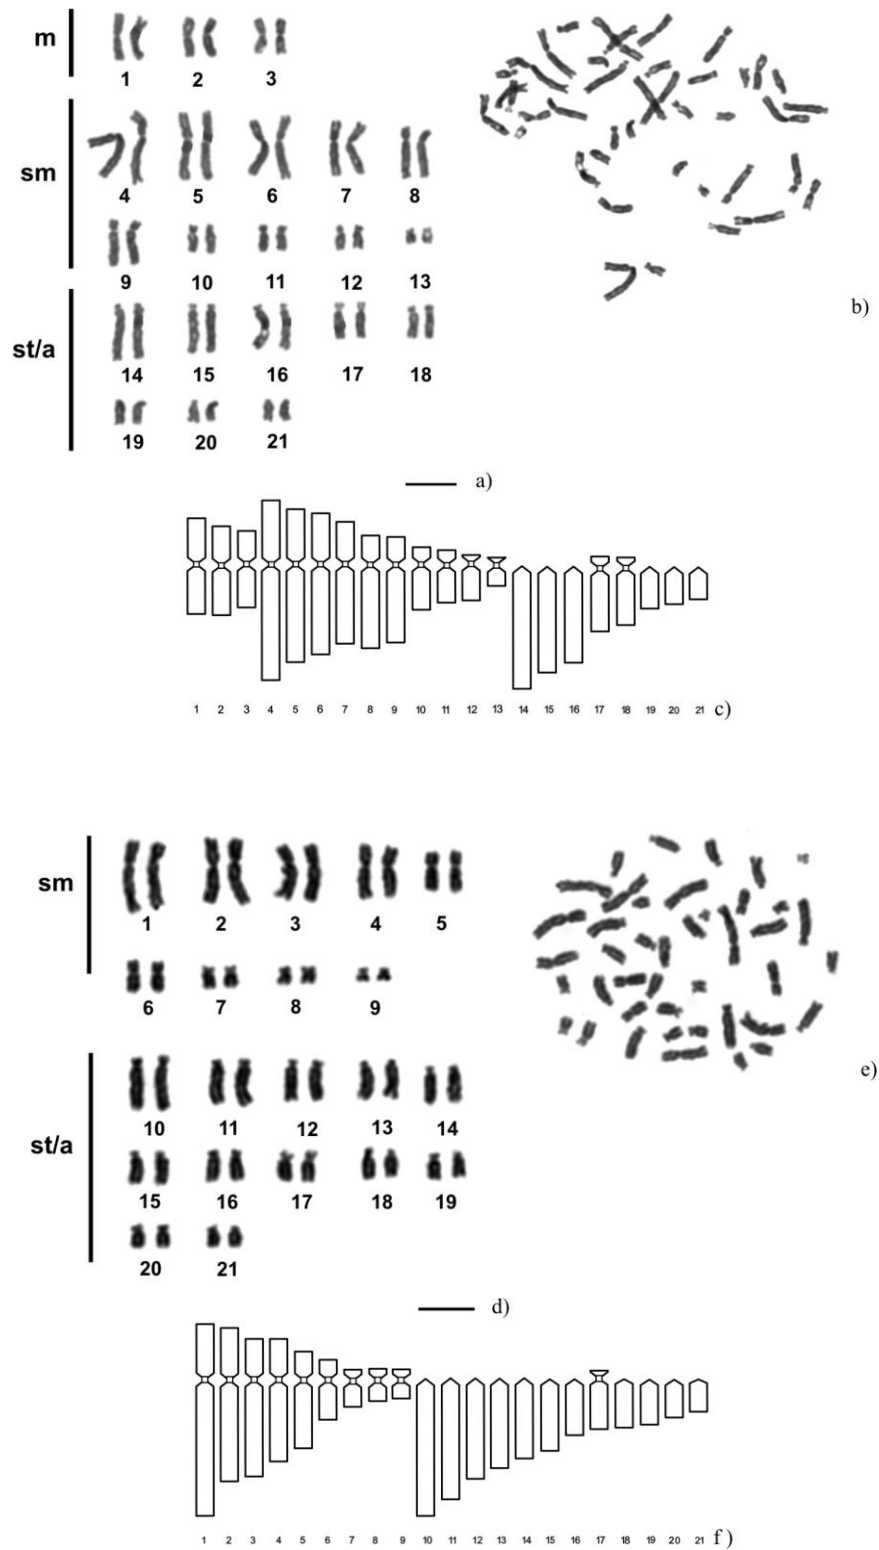 m
1 2 3
sm
4 5 6 7 8
9 10 11 12 13
b)
st/a
14 15 16 17 18
19 20 21
a)
1 2 3 4 5 6 7 8 9 10 11 12 13 14 15 16 17 18 19 20 21 c)
sm
1 2 3 4 5
6 7 8 9
e)
st/a
10 11 12 13 14
15 16 17 18 19
20 21
d)
1 2 3 4 5 6 7 8 9 10 11 12 13 14 15 16 17 18 19 20 21 f)